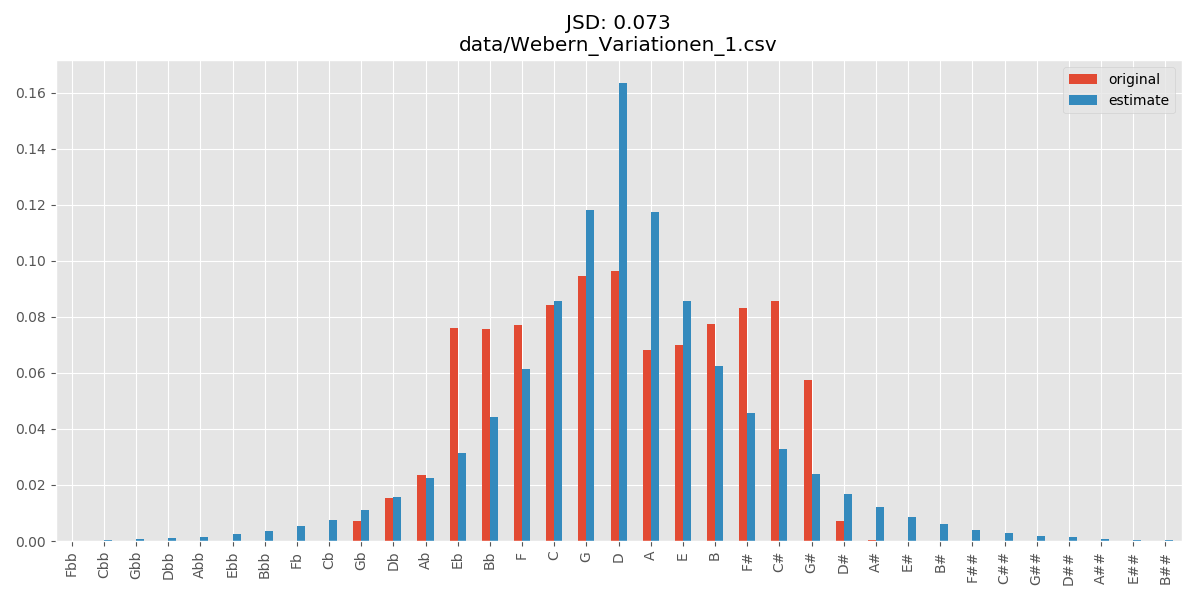 JSD: 0.073
data/Webern_Variationen_1.csv
original
estimate
0.16
0.14
0.12
0.10
0.08
0.06
0.04
0.02
0.00
Fbb
Cbb
Gbb
Dbb
Abb
Ebb
Bbb
Fb
Cb
Gb
Db
Ab
Eb
Bb
F
C
G
D
A
E
B
F#
C#
G#
D#
A#
E#
B#
F##
C##
G##
D##
A##
E##
B##